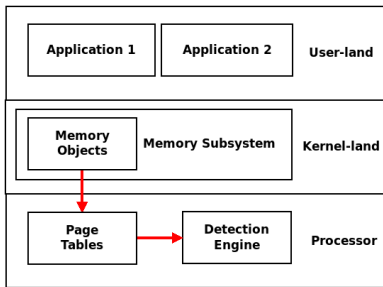 Application 1
Application 2
User-land
Memory
Objects
Memory Subsystem
Kernel-land
Page
Tables
Detection
Engine
Processor